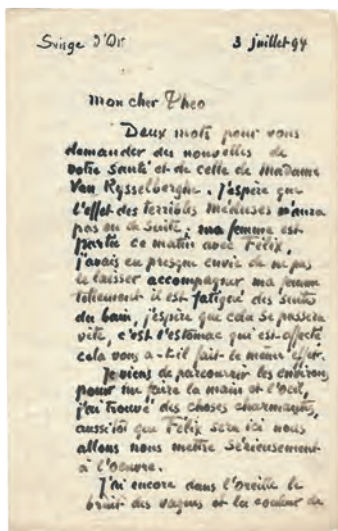 Singe d'Or 3 juillet 94
mon cher Theo
Deux mots pour vous
demander des nouvelles de
votre santé et de celle de Madame
Van Rysselberghe. j'espère que
l'effet des terribles méduses n'aura
pas eu de suite, ma femme est
partie ce matin avec Félix,
j'avais eu presque envie de ne pas
le laisser accompagner ma femme
tellement il est fatigué des suites
du bain, j'espère que cela se passera
vite, c'est l'estomac qui est affecté
cela vous a-t-il fait le même effet.
Je viens de parcourir les environs
pour me faire la main et l'oeil,
j'ai trouvé des choses charmantes,
aussitôt que Félix sera ici nous
allons nous mettre sérieusement
à l'oeuvre.
J'ai encore dans l'oreille le
bruit des vagues et la couleur de